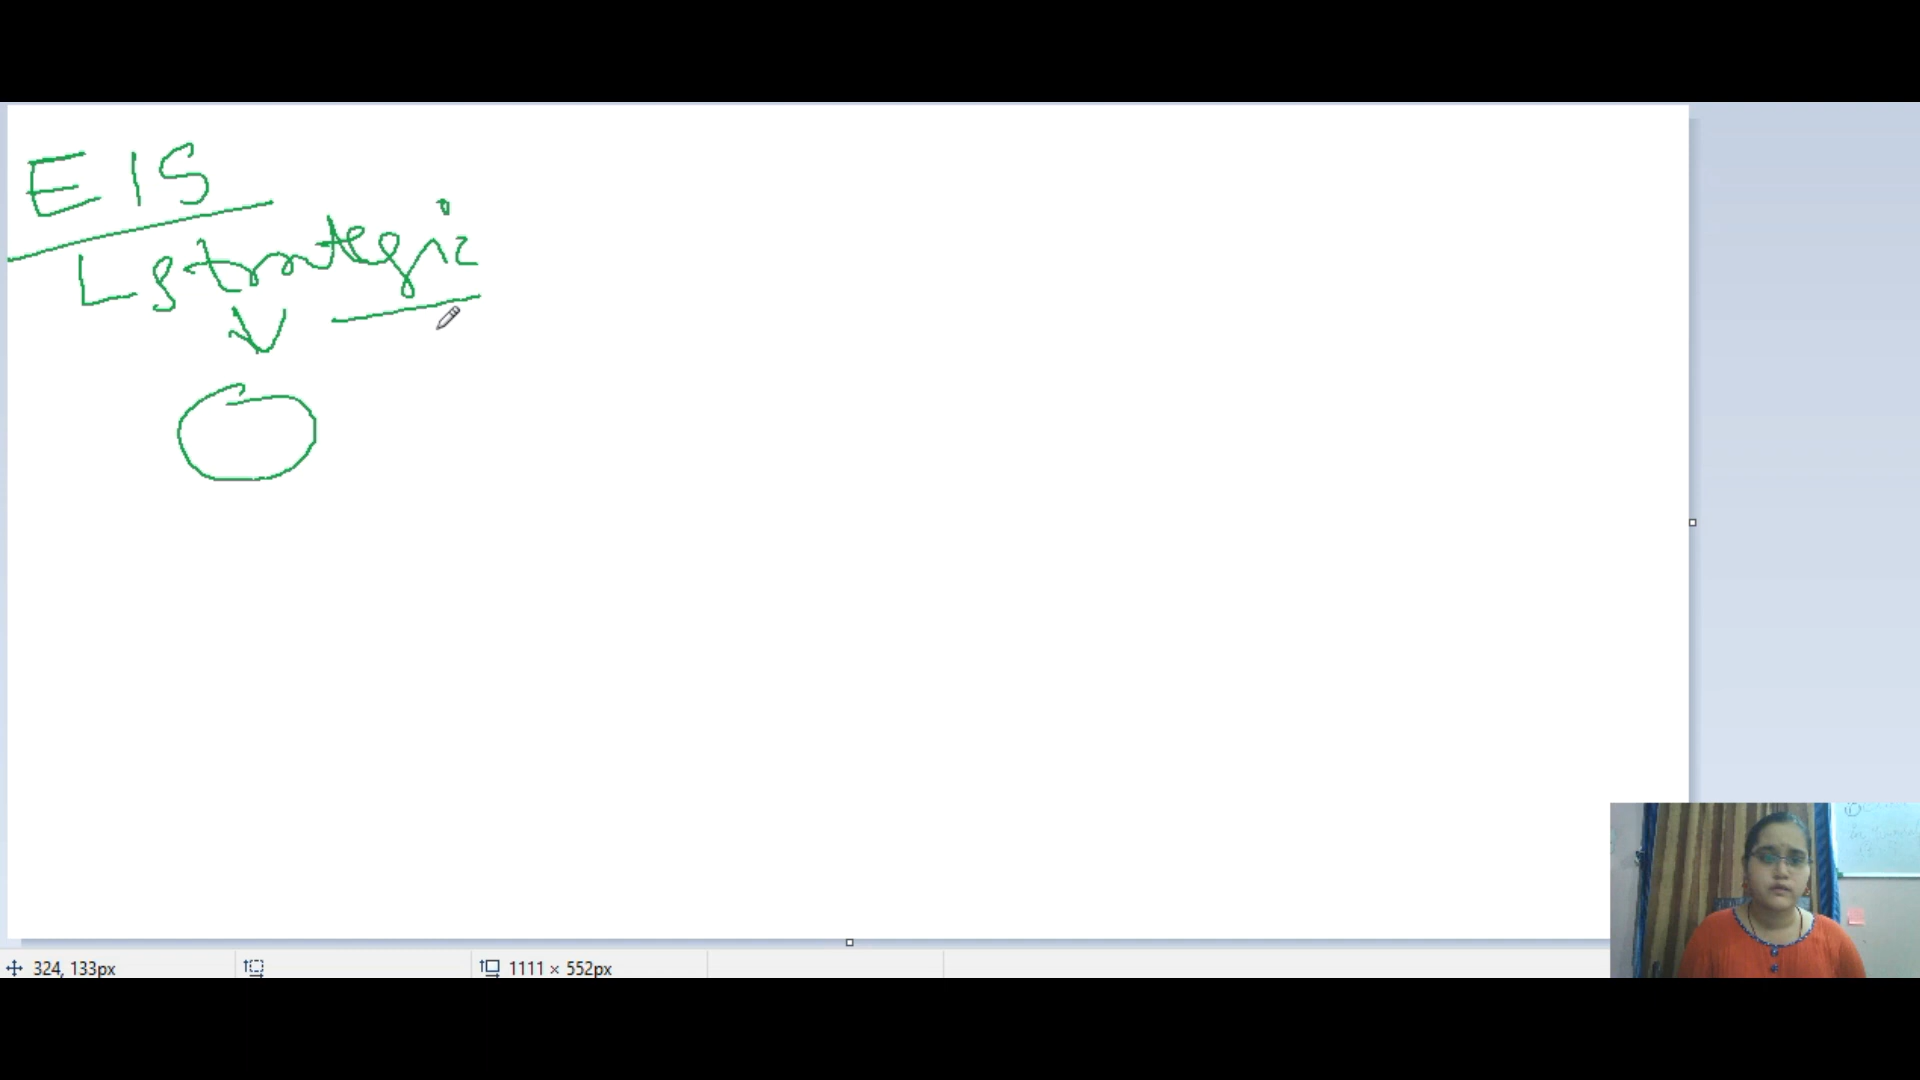 EIS
Strategic
324, 133px
1111 × 552px